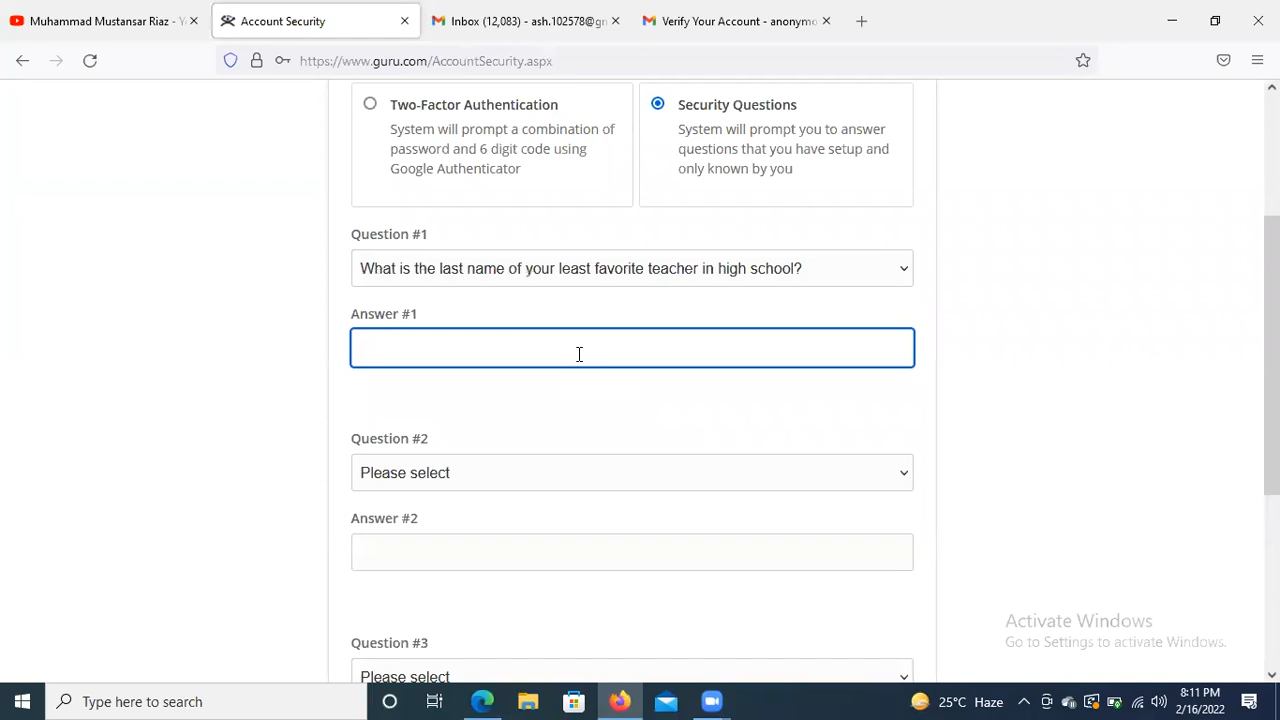 Muhammad Mustansar Riaz - Yo
Account Security
Inbox (12,083) - ash.102578@gm
Verify Your Account - anonymo
https://www.guru.com/AccountSecurity.aspx
Two-Factor Authentication
System will prompt a combination of
password and 6 digit code using
Google Authenticator
Security Questions
System will prompt you to answer
questions that you have setup and
only known by you
Question #1
What is the last name of your least favorite teacher in high school?
Answer #1
Question #2
Please select
Answer #2
Question #3
Please select
Activate Windows
Go to Settings to activate Windows.
Type here to search
25°C Haze
8:11 PM
2/16/2022